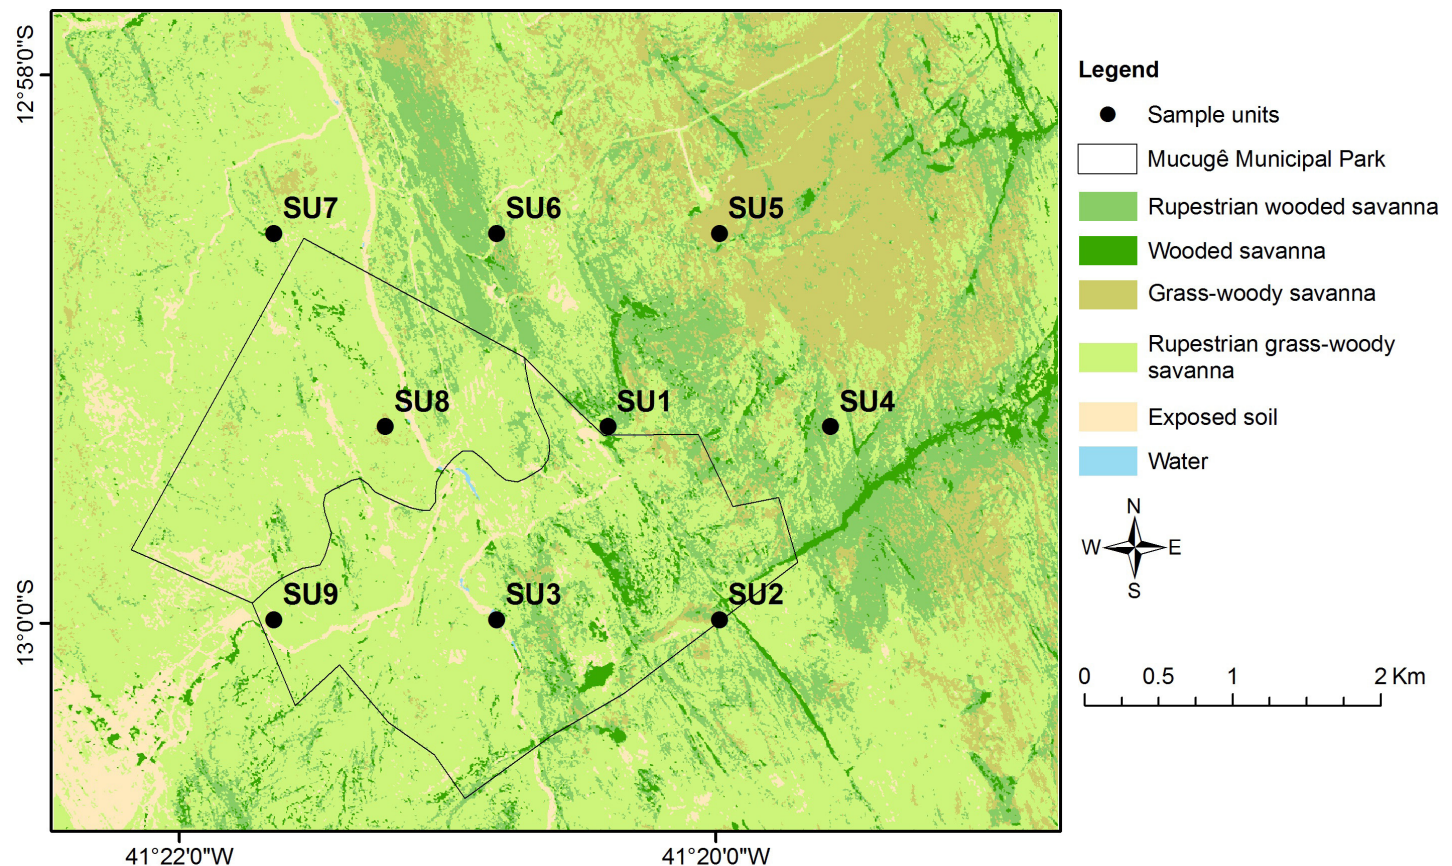 12°58'0"S
13°0'0"S
41°22'0"W
41°20'0"W
SU7
SU6
SU5
SU8
SU1
SU4
SU9
SU3
SU2
Legend
Sample units
Mucugê Municipal Park
Rupestrian wooded savanna
Wooded savanna
Grass-woody savanna
Rupestrian grass-woody
savanna
Exposed soil
Water
N
W E
S
0 0.5 1 2 Km